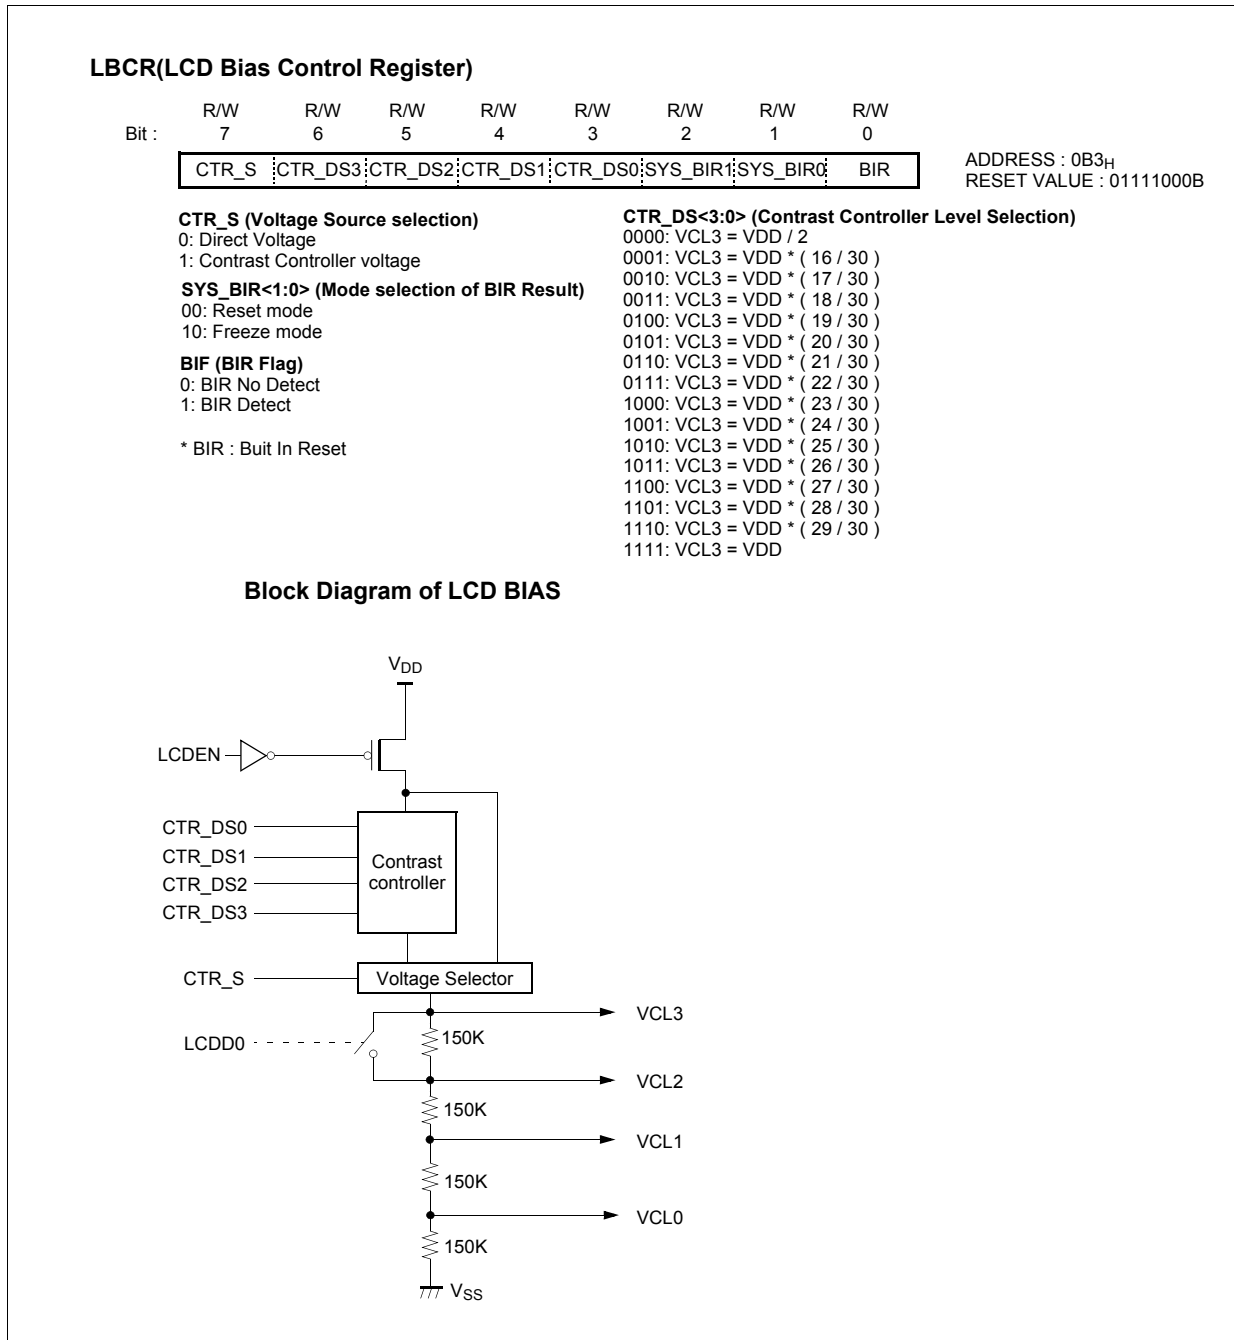 LBCR(LCD Bias Control Register)
R/W R/W R/W R/W R/W R/W R/W R/W
Bit : 7 6 5 4 3 2 1 0
CTR_S CTR_DS3 CTR_DS2 CTR_DS1 CTR_DS0 SYS_BIR1 SYS_BIR0 BIR
ADDRESS : 0B3H
RESET VALUE : 01111000B
CTR_S (Voltage Source selection)
0: Direct Voltage
1: Contrast Controller voltage
SYS_BIR<1:0> (Mode selection of BIR Result)
00: Reset mode
10: Freeze mode
BIF (BIR Flag)
0: BIR No Detect
1: BIR Detect
* BIR : Buit In Reset
CTR_DS<3:0> (Contrast Controller Level Selection)
0000: VCL3 = VDD / 2
0001: VCL3 = VDD * ( 16 / 30 )
0010: VCL3 = VDD * ( 17 / 30 )
0011: VCL3 = VDD * ( 18 / 30 )
0100: VCL3 = VDD * ( 19 / 30 )
0101: VCL3 = VDD * ( 20 / 30 )
0110: VCL3 = VDD * ( 21 / 30 )
0111: VCL3 = VDD * ( 22 / 30 )
1000: VCL3 = VDD * ( 23 / 30 )
1001: VCL3 = VDD * ( 24 / 30 )
1010: VCL3 = VDD * ( 25 / 30 )
1011: VCL3 = VDD * ( 26 / 30 )
1100: VCL3 = VDD * ( 27 / 30 )
1101: VCL3 = VDD * ( 28 / 30 )
1110: VCL3 = VDD * ( 29 / 30 )
1111: VCL3 = VDD
Block Diagram of LCD BIAS
VDD
LCDEN
CTR_DS0
CTR_DS1
CTR_DS2
CTR_DS3
Contrast
controller
CTR_S
Voltage Selector
VCL3
LCDD0
150K
VCL2
150K
VCL1
150K
VCL0
150K
VSS